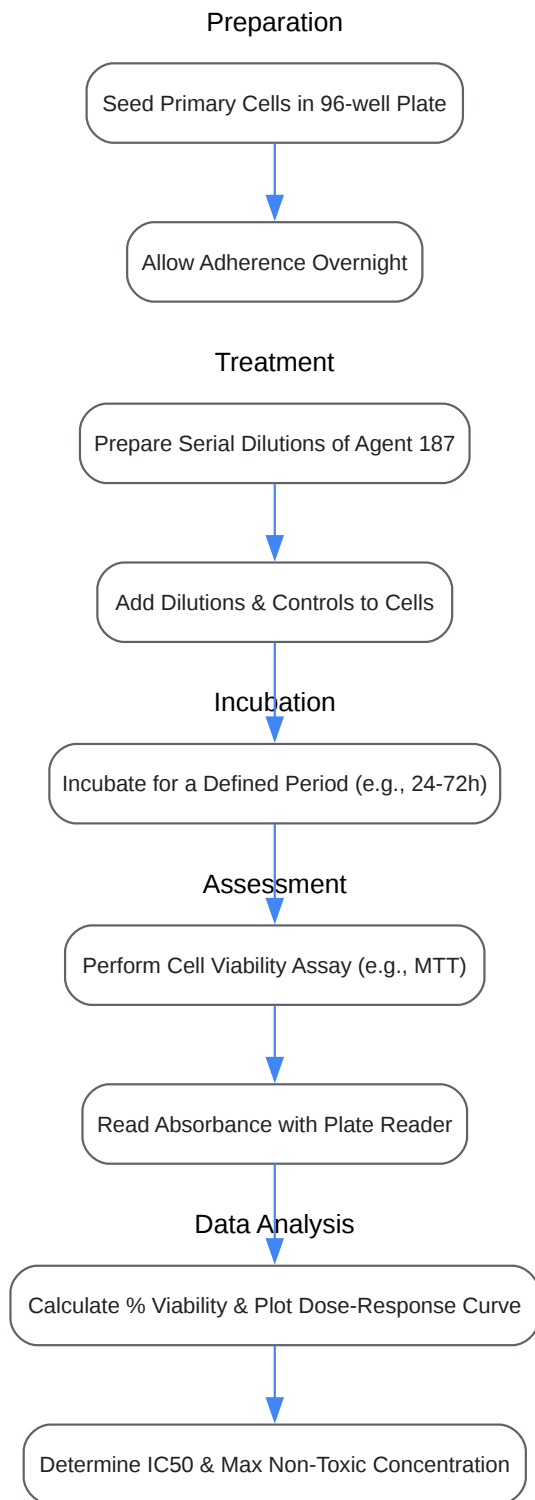 Preparation
Seed Primary Cells in 96-well Plate
Allow Adherence Overnight
Treatment
Prepare Serial Dilutions of Agent 187
Add Dilutions & Controls to Cells
Incubation
Incubate for a Defined Period (e.g., 24-72h)
Assessment
Perform Cell Viability Assay (e.g., MTT)
Read Absorbance with Plate Reader
Data Analysis
Calculate % Viability & Plot Dose-Response Curve
Determine IC50 & Max Non-Toxic Concentration